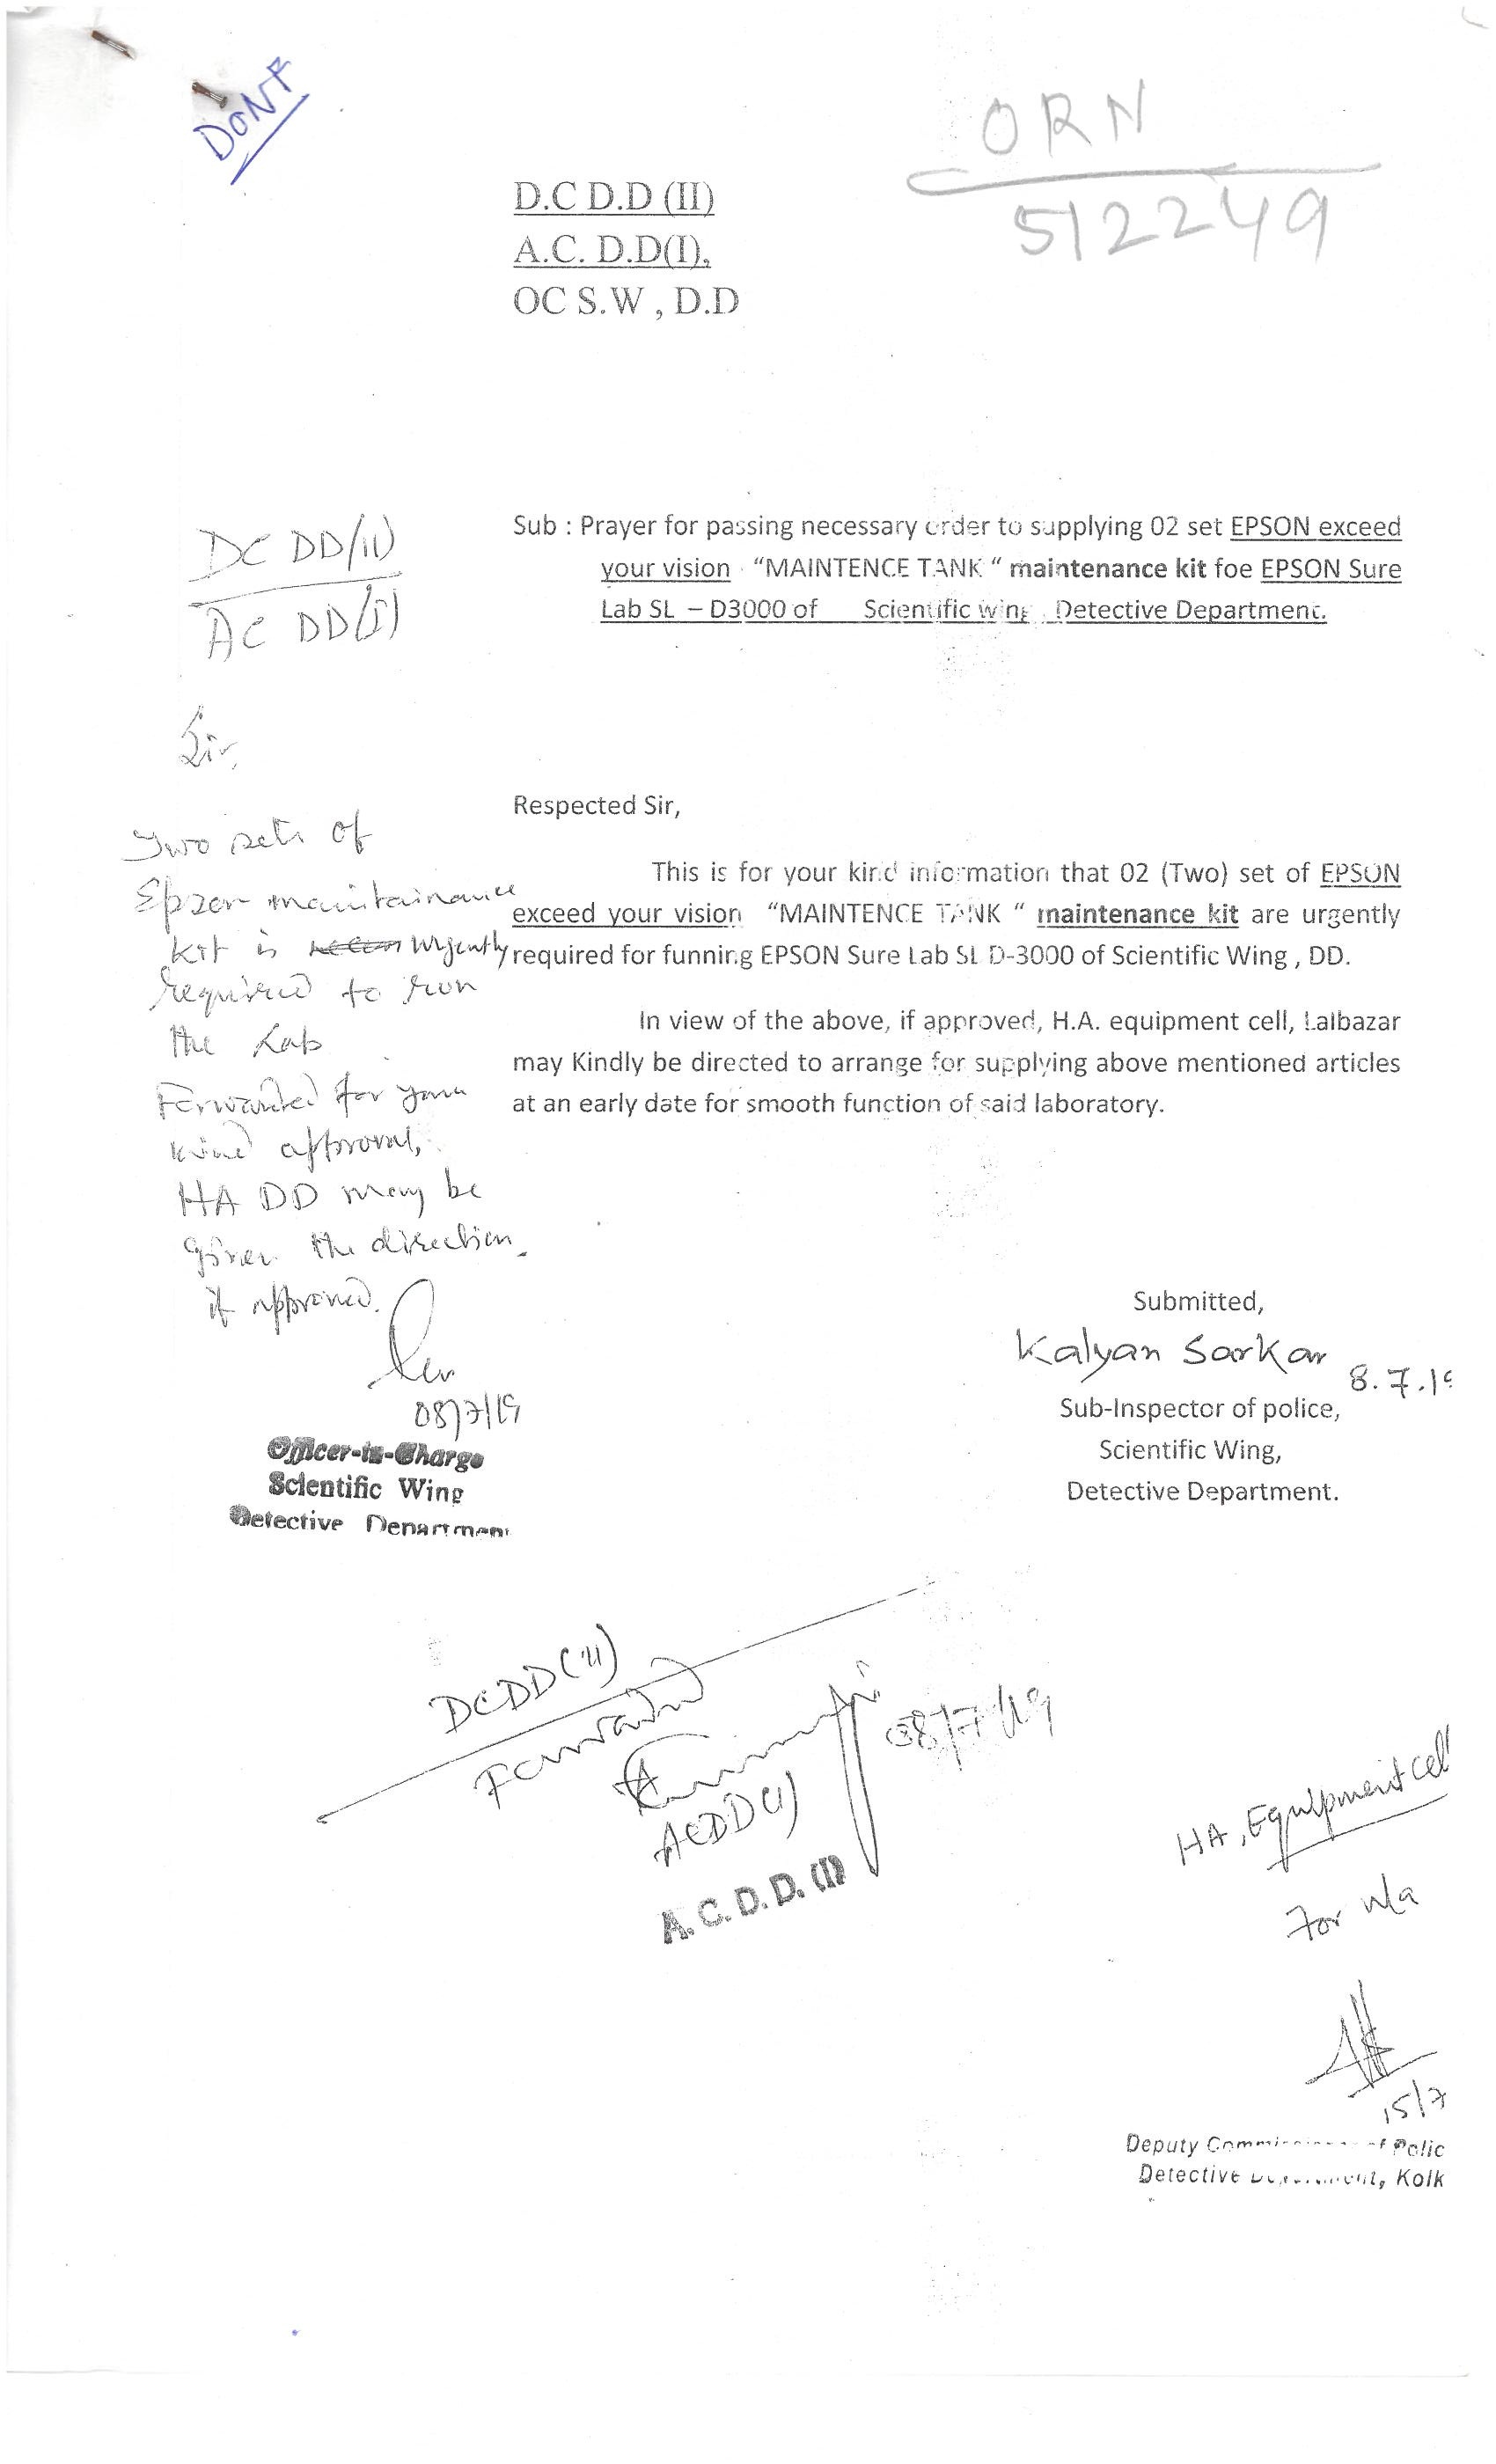 DONE
ORN
512249
D.C D.D (II)
A.C. D.D(I),
OC S.W , D.D
DC DD/(II)
AC DD(I)
Sub : Prayer for passing necessary order to supplying 02 set EPSON exceed
your vision “MAINTENCE TANK “ maintenance kit foe EPSON Sure
Lab SL – D3000 of Scientific wing , Detective Department.
Sir,
Two sets of
Epson maintainance
kit is urgently
required to run
the Lab
Forwarded for your
kind approval,
HA DD may be
given the direction
if approved.
08/7/19
Officer-in-Charge
Scientific Wing
Detective Department
Respected Sir,
This is for your kind information that 02 (Two) set of EPSON
exceed your vision “MAINTENCE TANK “ maintenance kit are urgently
required for funning EPSON Sure Lab SL D-3000 of Scientific Wing , DD.
In view of the above, if approved, H.A. equipment cell, Lalbazar
may Kindly be directed to arrange for supplying above mentioned articles
at an early date for smooth function of said laboratory.
Submitted,
Kalyan Sarkar
8.7.19
Sub-Inspector of police,
Scientific Wing,
Detective Department.
DCDD(II)
Forwarded
08/7/19
ACDD(I)
A.C.D.D.(I)
HA, Equipment cell
For n/a
15/7
Deputy Commissioner of Polic
Detective Department, Kolk